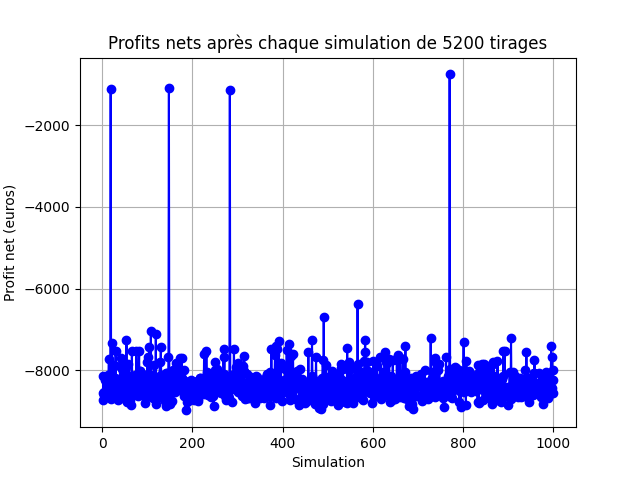 Profits nets après chaque simulation de 5200 tirages
Profit net (euros)
−2000
−4000
−6000
−8000
0 200 400 600 800 1000
Simulation